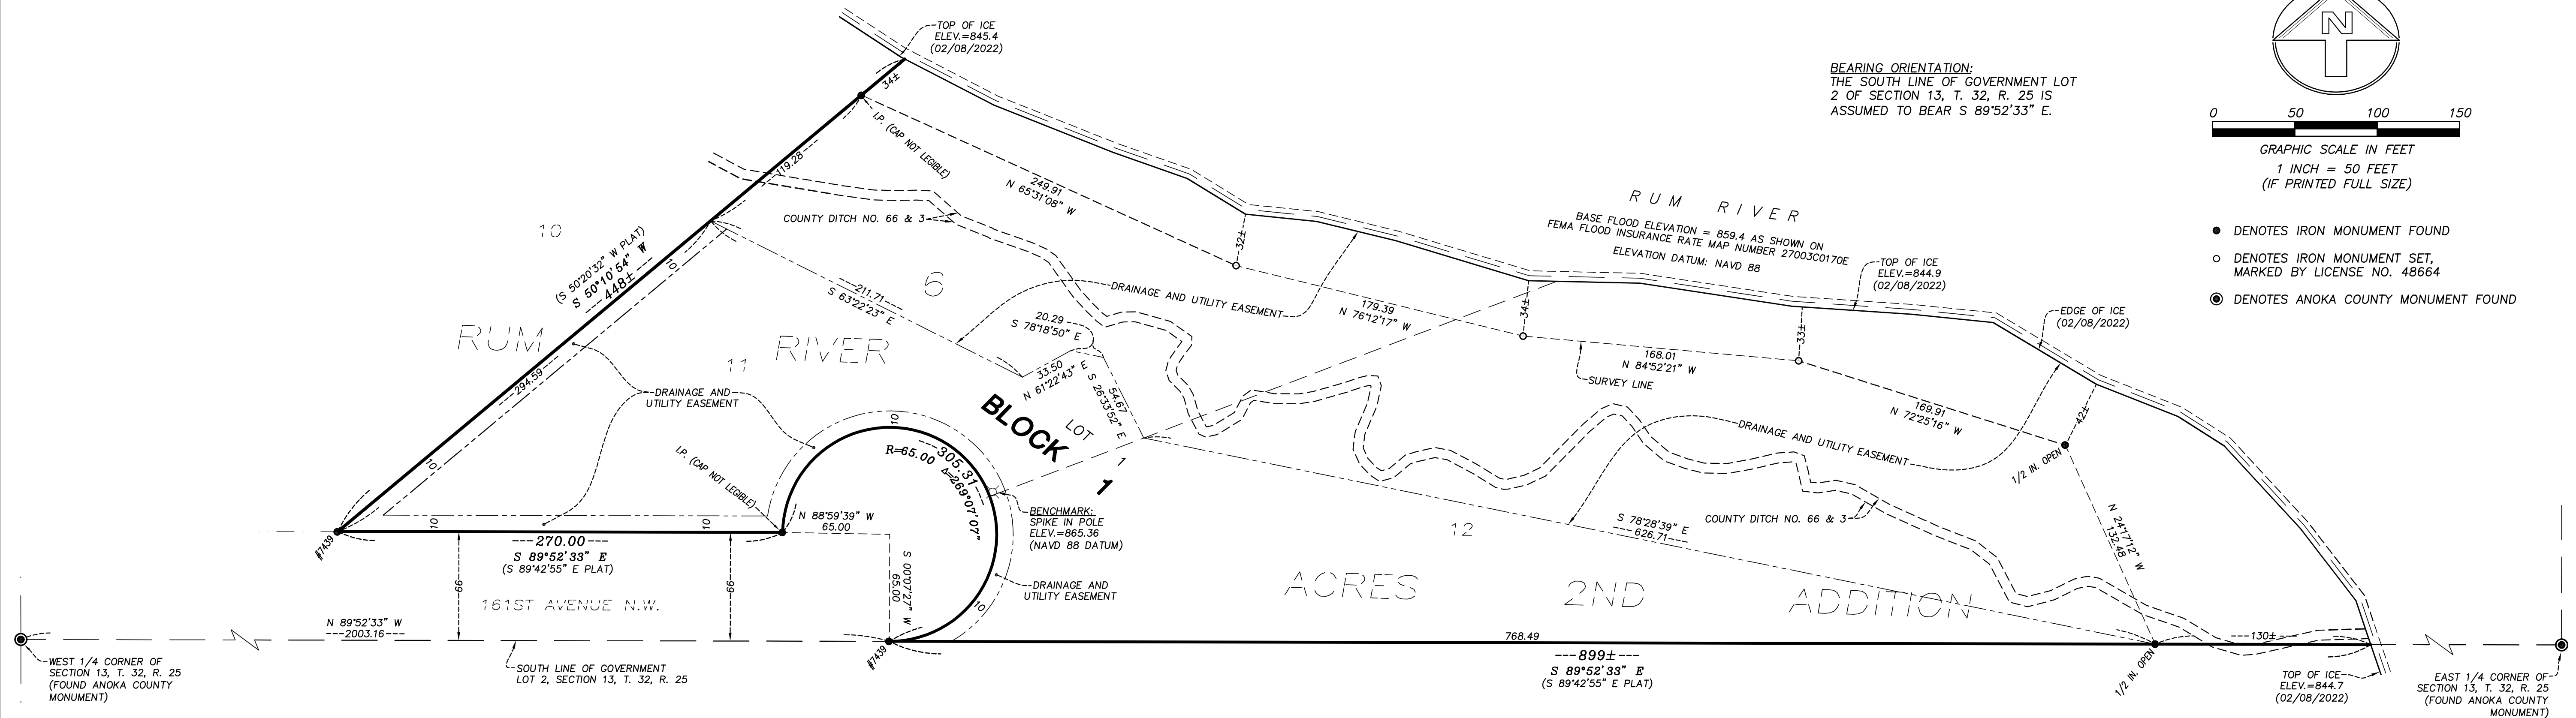 TOP OF ICE
ELEV.=845.4
(02/08/2022)
34±
I.P. (CAP NOT LEGIBLE)
119.28
249.91
N 65°31'08" W
COUNTY DITCH NO. 66 & 3
32±
10
(S 50°20'32" W PLAT)
S 50°10'54" W
448±
10
6
211.71
S 63°22'23" E
DRAINAGE AND UTILITY EASEMENT
20.29
S 78°18'50" E
33.50
N 61°22'43" E
54.67
S 26°33'52" E
179.39
N 76°12'17" W
34±
RUM
RIVER
11
294.59
DRAINAGE AND
UTILITY EASEMENT
10
BLOCK
1
LOT
1
305.31
R=65.00
Δ=269°07'07"
10
I.P. (CAP NOT LEGIBLE)
10
10
10
#7439
270.00
S 89°52'33" E
(S 89°42'55" E PLAT)
N 88°59'39" W
65.00
S 00°07'27" W
65.00
66
66
161ST AVENUE N.W.
N 89°52'33" W
2003.16
WEST 1/4 CORNER OF
SECTION 13, T. 32, R. 25
(FOUND ANOKA COUNTY
MONUMENT)
SOUTH LINE OF GOVERNMENT
LOT 2, SECTION 13, T. 32, R. 25
#7439
BENCHMARK:
SPIKE IN POLE
ELEV.=865.36
(NAVD 88 DATUM)
DRAINAGE AND
UTILITY EASEMENT
10
BEARING ORIENTATION:
THE SOUTH LINE OF GOVERNMENT LOT
2 OF SECTION 13, T. 32, R. 25 IS
ASSUMED TO BEAR S 89°52'33" E.
RUM RIVER
BASE FLOOD ELEVATION = 859.4 AS SHOWN ON
FEMA FLOOD INSURANCE RATE MAP NUMBER 27003C0170E
ELEVATION DATUM: NAVD 88
TOP OF ICE
ELEV.=844.9
(02/08/2022)
EDGE OF ICE
(02/08/2022)
168.01
N 84°52'21" W
SURVEY LINE
33±
169.91
N 72°25'16" W
42±
DRAINAGE AND UTILITY EASEMENT
1/2 IN. OPEN
12
S 78°28'39" E
626.71
COUNTY DITCH NO. 66 & 3
N 24°17'12" W
132.48
ACRES
2ND
ADDITION
768.49
899±
S 89°52'33" E
(S 89°42'55" E PLAT)
130±
1/2 IN. OPEN
TOP OF ICE
ELEV.=844.7
(02/08/2022)
EAST 1/4 CORNER OF
SECTION 13, T. 32, R. 25
(FOUND ANOKA COUNTY
MONUMENT)
N
0 50 100 150
GRAPHIC SCALE IN FEET
1 INCH = 50 FEET
(IF PRINTED FULL SIZE)
DENOTES IRON MONUMENT FOUND
DENOTES IRON MONUMENT SET,
MARKED BY LICENSE NO. 48664
DENOTES ANOKA COUNTY MONUMENT FOUND